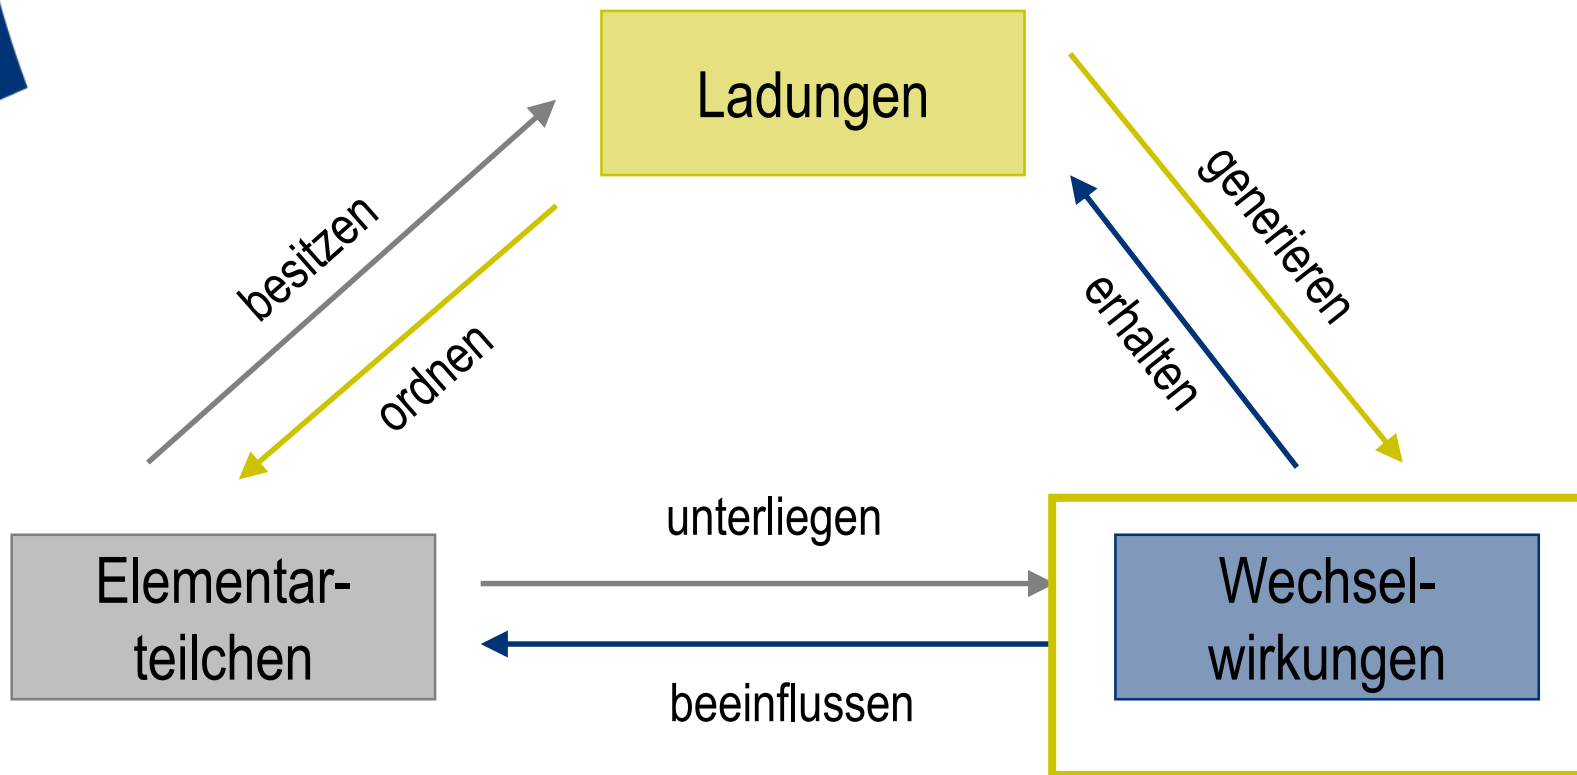 Ladungen
besitzen
ordnen
generieren
erhalten
unterliegen
Elementar-
teilchen
Wechsel-
wirkungen
beeinflussen